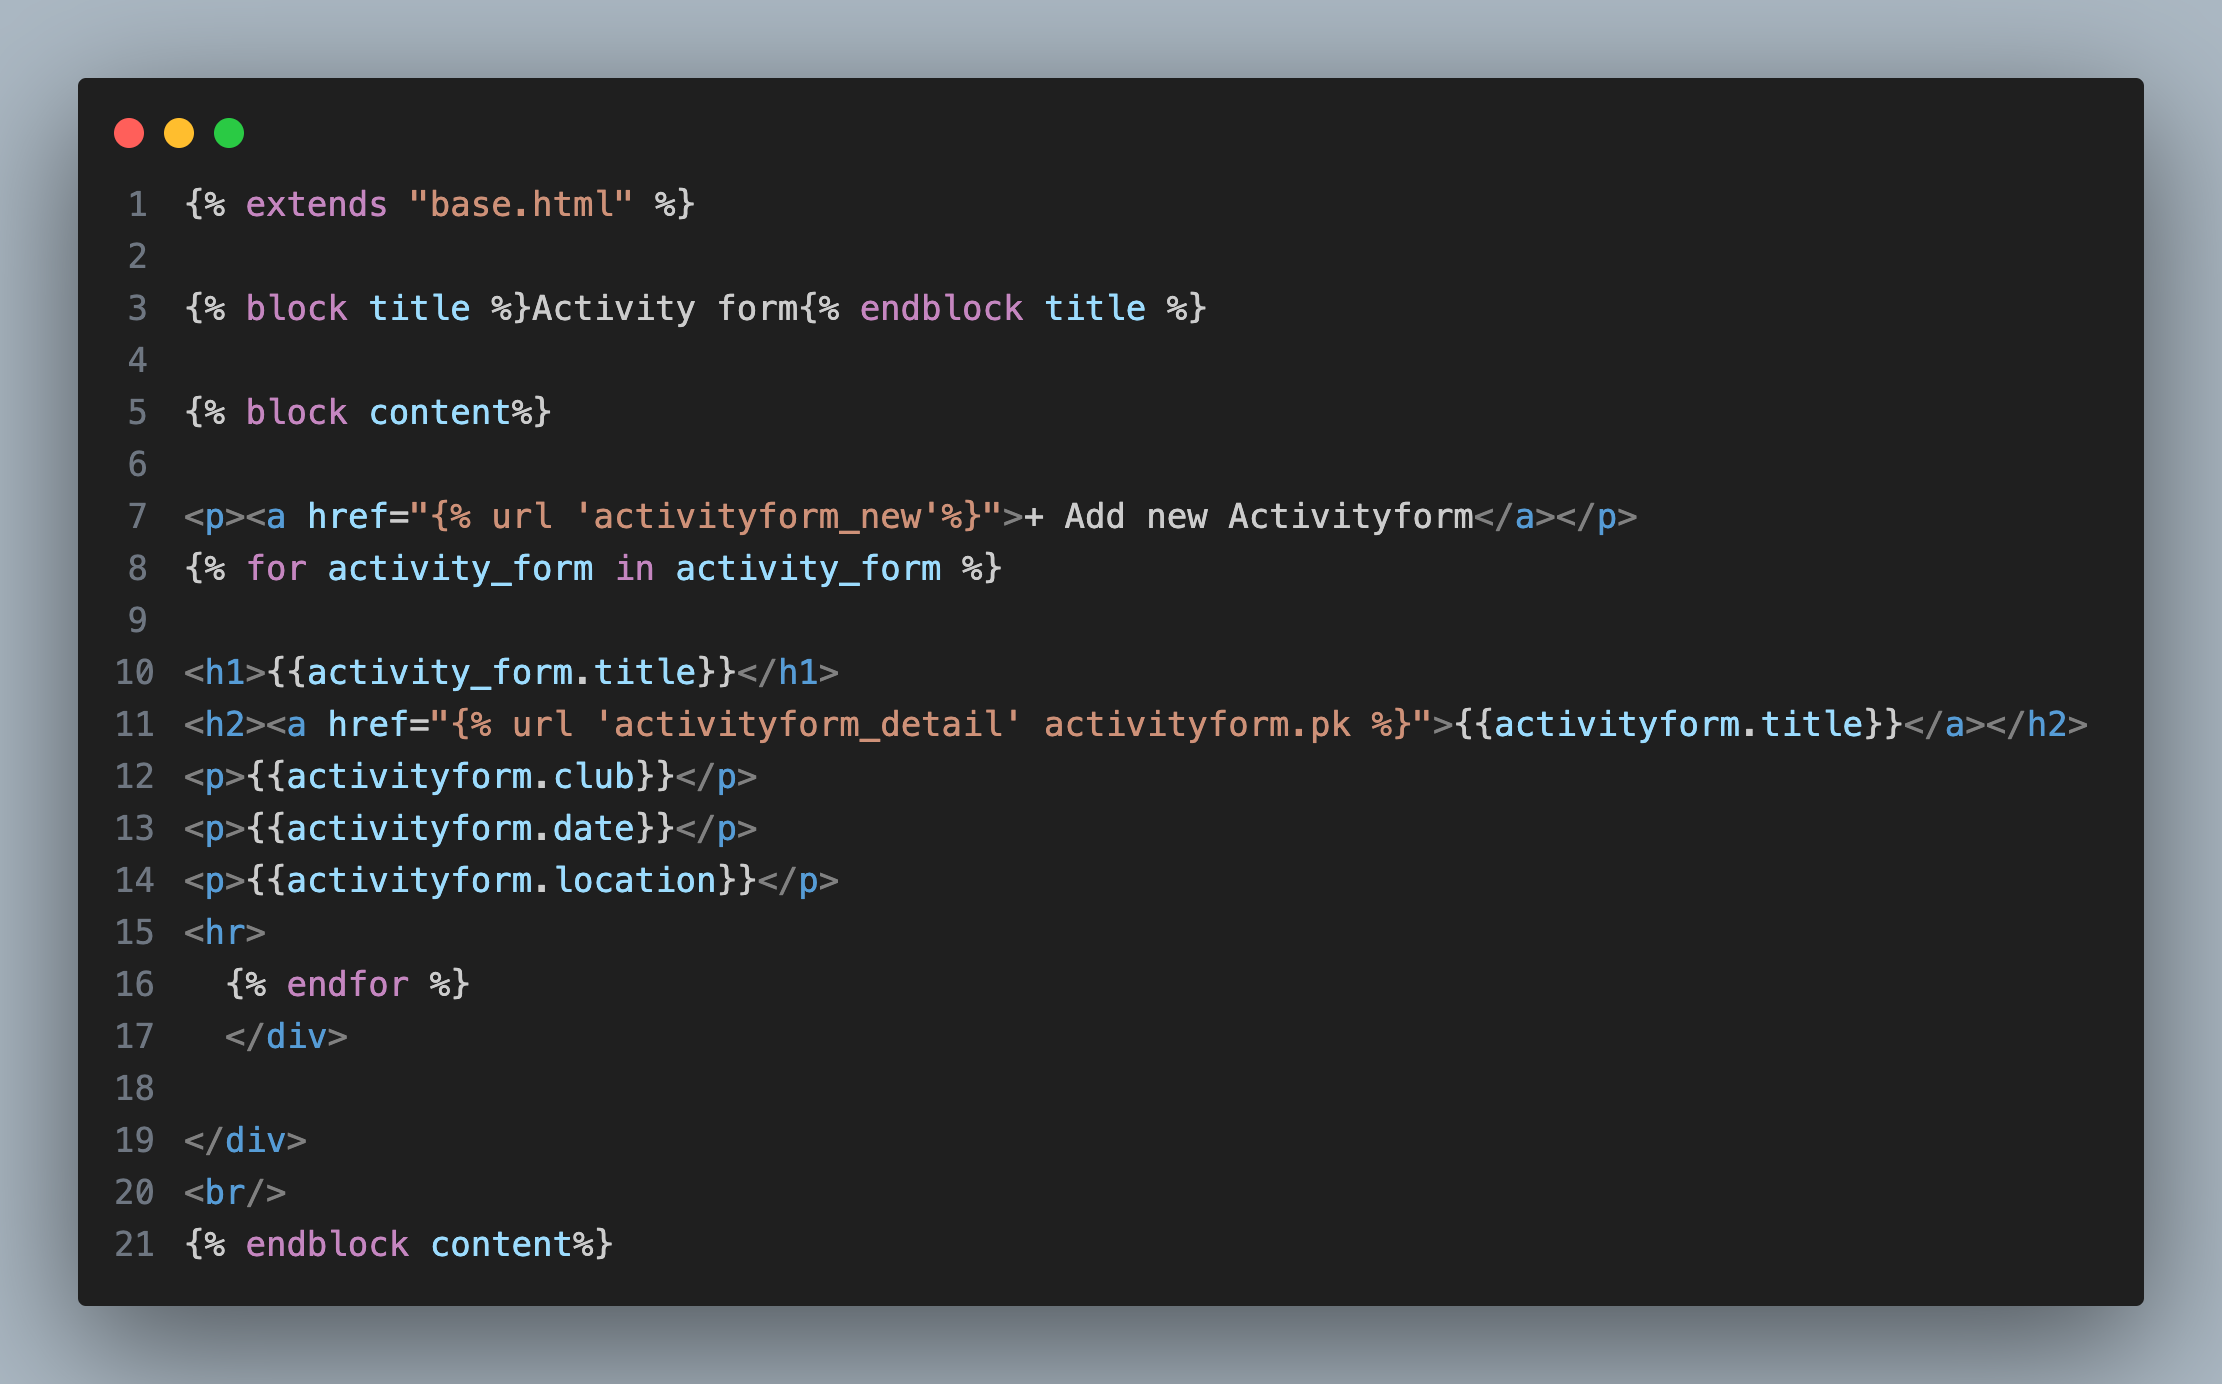 1 {% extends "base.html" %}
2
3 {% block title %}Activity form{% endblock title %}
4
5 {% block content%}
6
7 <p><a href="{% url 'activityform_new'%}">+ Add new Activityform</a></p>
8 {% for activity_form in activity_form %}
9
10 <h1>{{activity_form.title}}</h1>
11 <h2><a href="{% url 'activityform_detail' activityform.pk %}">{{activityform.title}}</a></h2>
12 <p>{{activityform.club}}</p>
13 <p>{{activityform.date}}</p>
14 <p>{{activityform.location}}</p>
15 <hr>
16   {% endfor %}
17   </div>
18
19 </div>
20 <br/>
21 {% endblock content%}